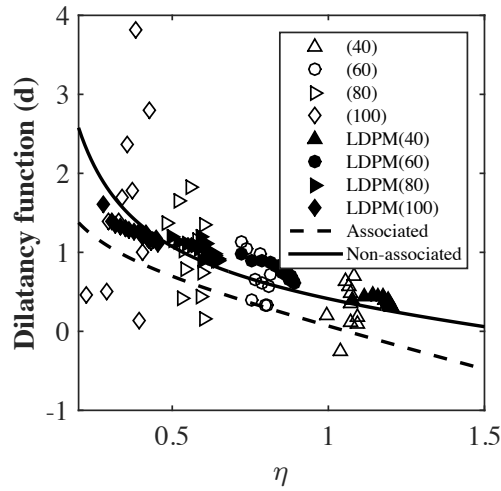 4
3
2
1
0
-1
Dilatancy function (d)
(40)
(60)
(80)
(100)
LDPM(40)
LDPM(60)
LDPM(80)
LDPM(100)
Associated
Non-associated
0.5
1
1.5
η